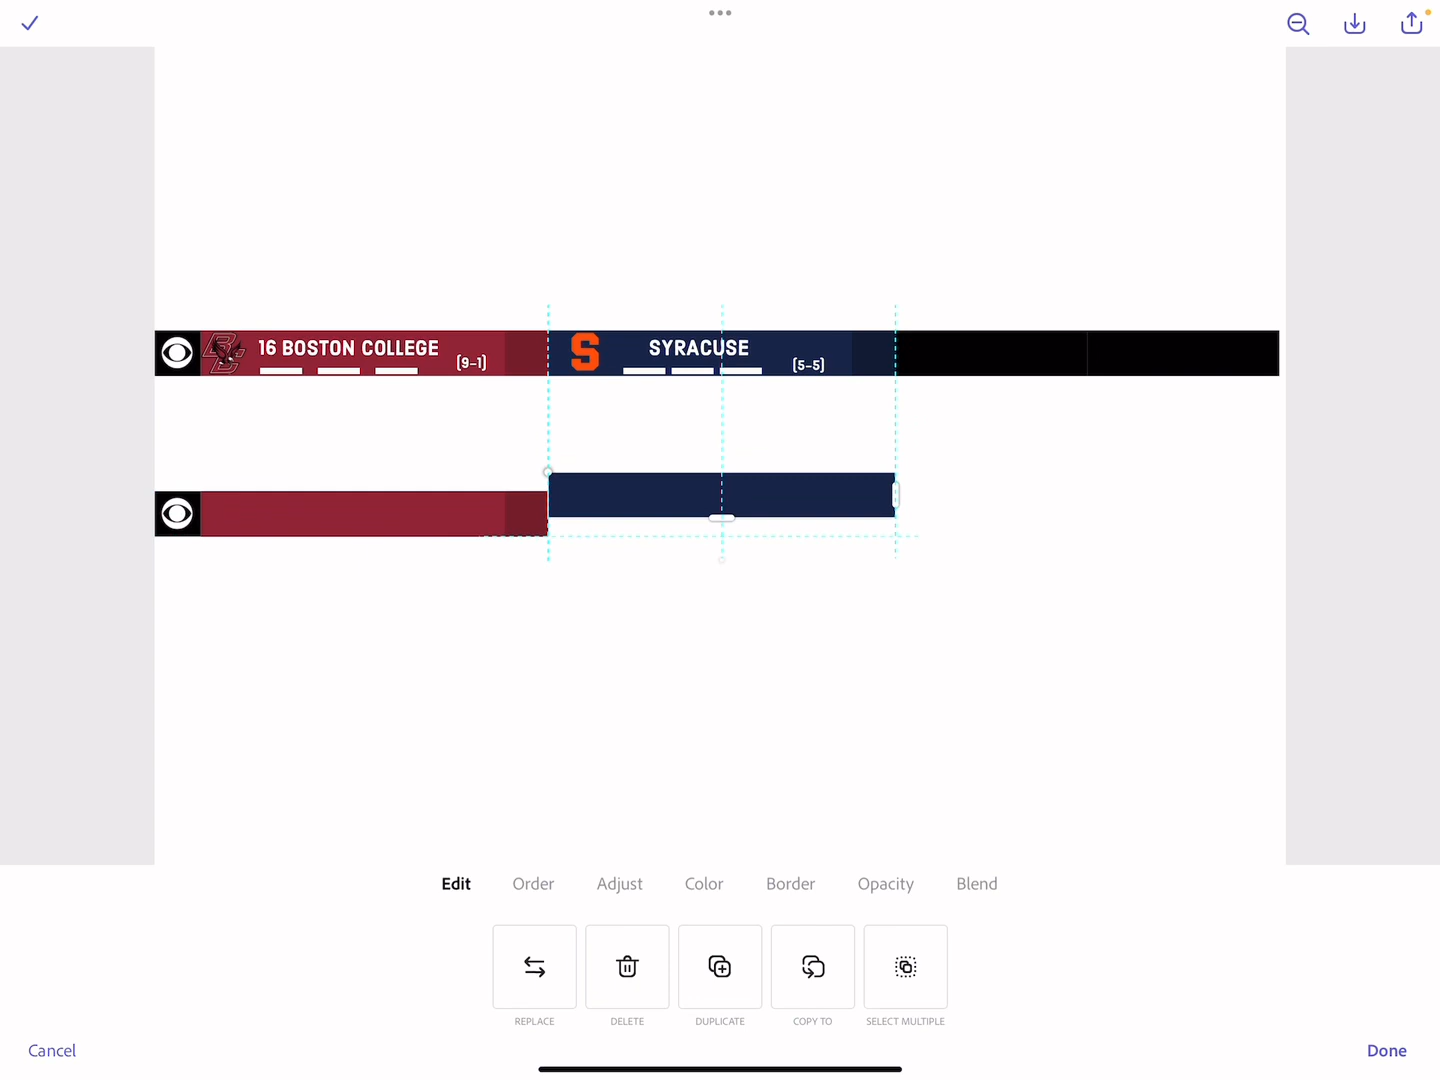 16 BOSTON COLLEGE
(9-1)
S
SYRACUSE
(5-5)
Edit
Order
Adjust
Color
Border
Opacity
Blend
REPLACE
DELETE
DUPLICATE
COPY TO
SELECT MULTIPLE
Cancel
Done